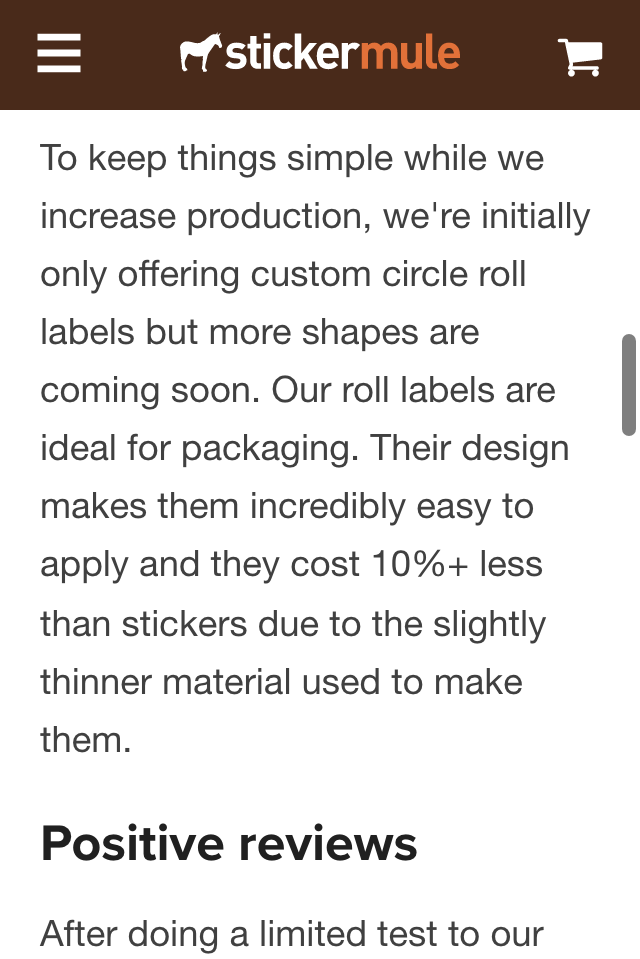 stickermule
To keep things simple while we
increase production, we're initially
only offering custom circle roll
labels but more shapes are
coming soon. Our roll labels are
ideal for packaging. Their design
makes them incredibly easy to
apply and they cost 10%+ less
than stickers due to the slightly
thinner material used to make
them.
Positive reviews
After doing a limited test to our